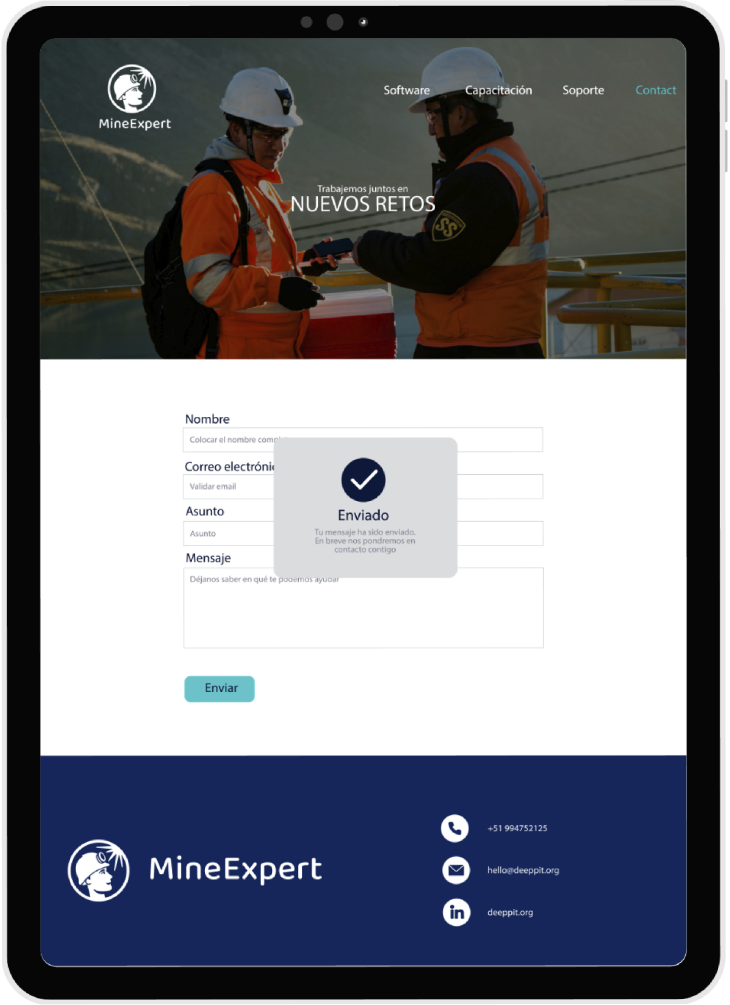 MineExpert
Software Capacitación Soporte Contact
Trabajemos juntos en
NUEVOS RETOS
SS
Nombre
Colocar el nombre comp
Correo electróni
Validar email
Asunto
Asunto
Mensaje
Déjanos saber en qué te podemos ayudar
Enviado
Tu mensaje ha sido enviado.
En breve nos pondremos en
contacto contigo
Enviar
MineExpert
+51 994752125
hello@deeppit.org
in
deeppit.org